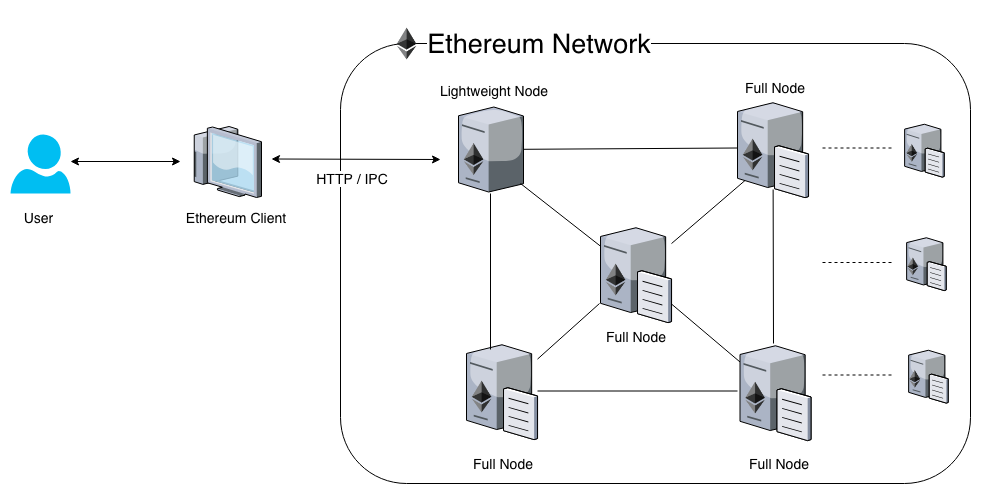 Ethereum Network
Lightweight Node
Full Node
HTTP / IPC
User
Ethereum Client
Full Node
Full Node
Full Node